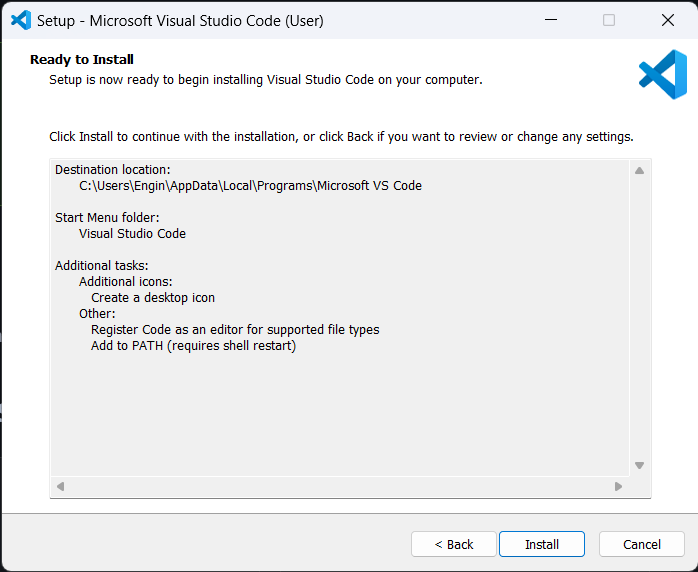 Setup - Microsoft Visual Studio Code (User)
Ready to Install
Setup is now ready to begin installing Visual Studio Code on your computer.
Click Install to continue with the installation, or click Back if you want to review or change any settings.
Destination location:
C:\Users\Engin\AppData\Local\Programs\Microsoft VS Code
Start Menu folder:
Visual Studio Code
Additional tasks:
Additional icons:
Create a desktop icon
Other:
Register Code as an editor for supported file types
Add to PATH (requires shell restart)
< Back
Install
Cancel